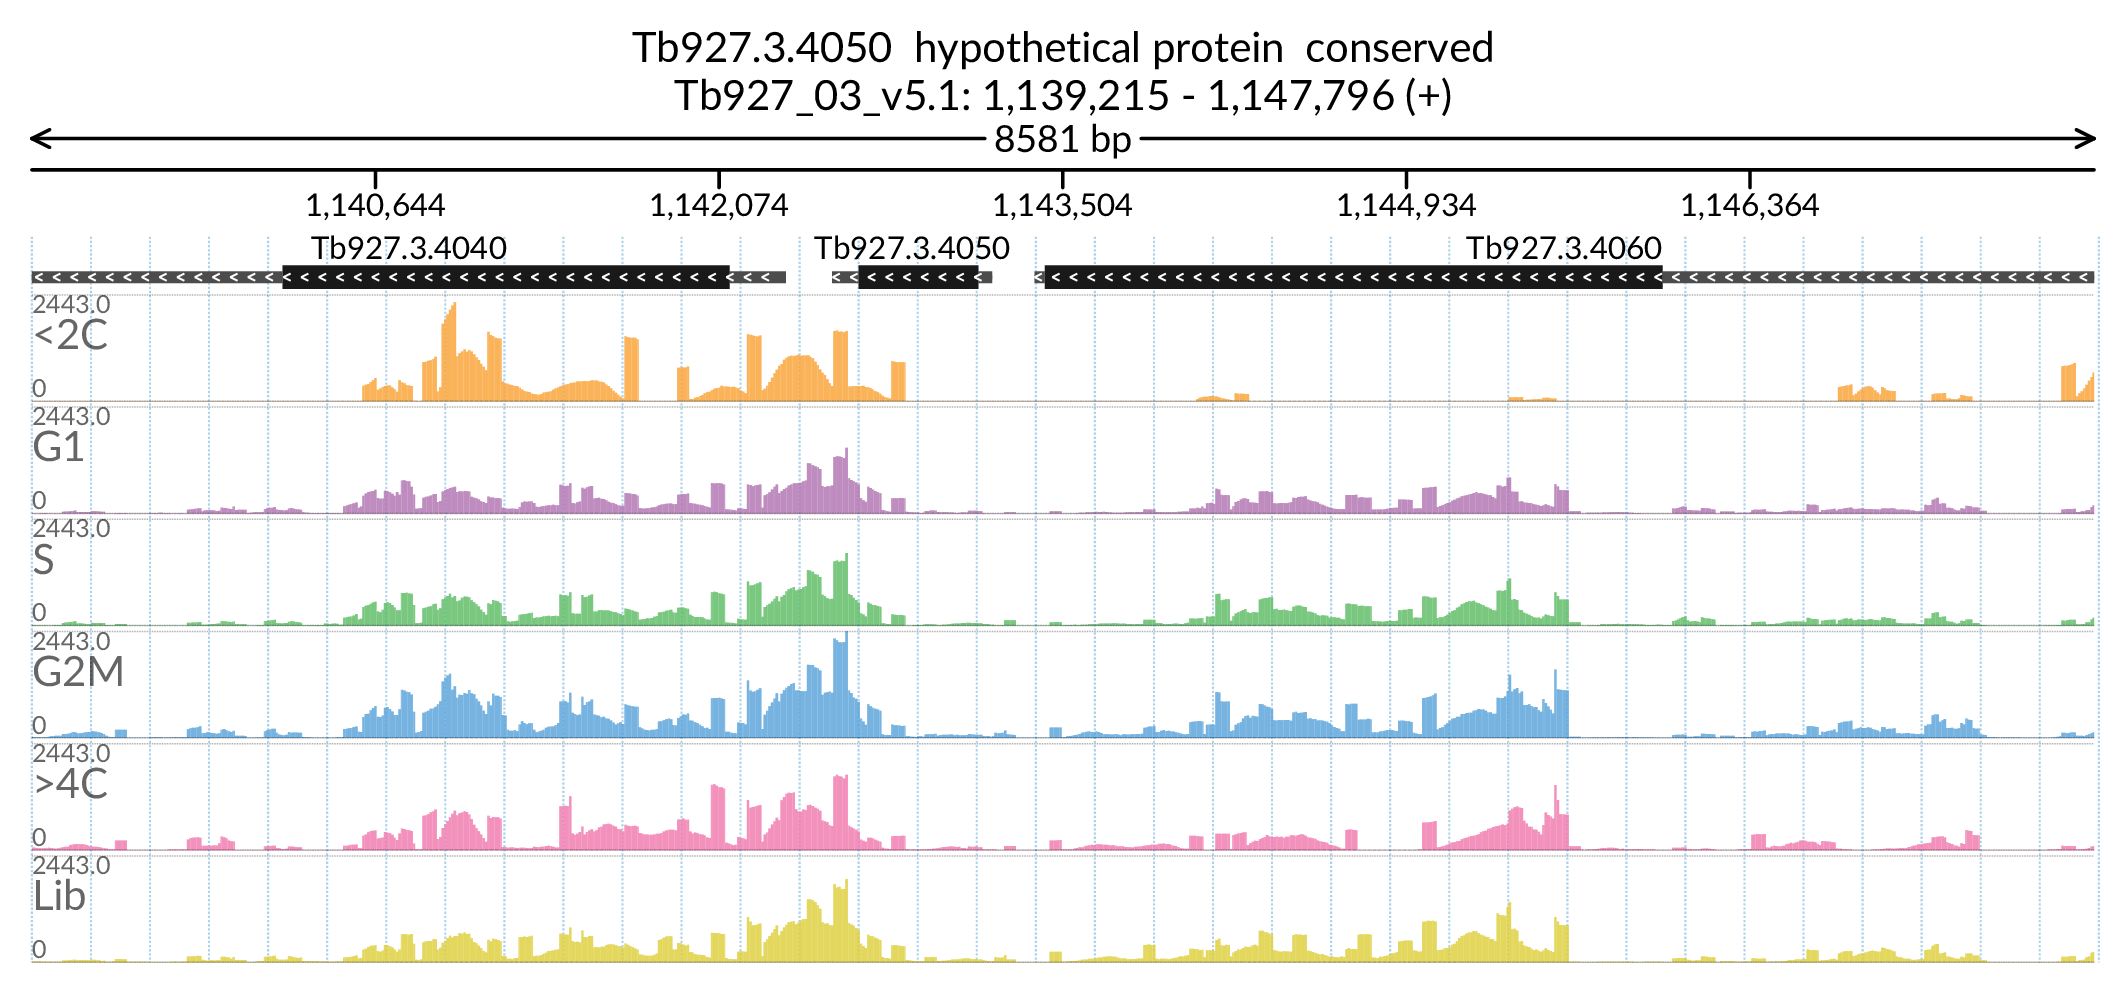 Tb927.3.4050  hypothetical protein  conserved
Tb927_03_v5.1: 1,139,215 - 1,147,796 (+)
8581 bp
1,140,644 1,142,074 1,143,504 1,144,934 1,146,364
Tb927.3.4040 Tb927.3.4050 Tb927.3.4060
2443.0
<2C
0
2443.0
G1
0
2443.0
S
0
2443.0
G2M
0
2443.0
>4C
0
2443.0
Lib
0